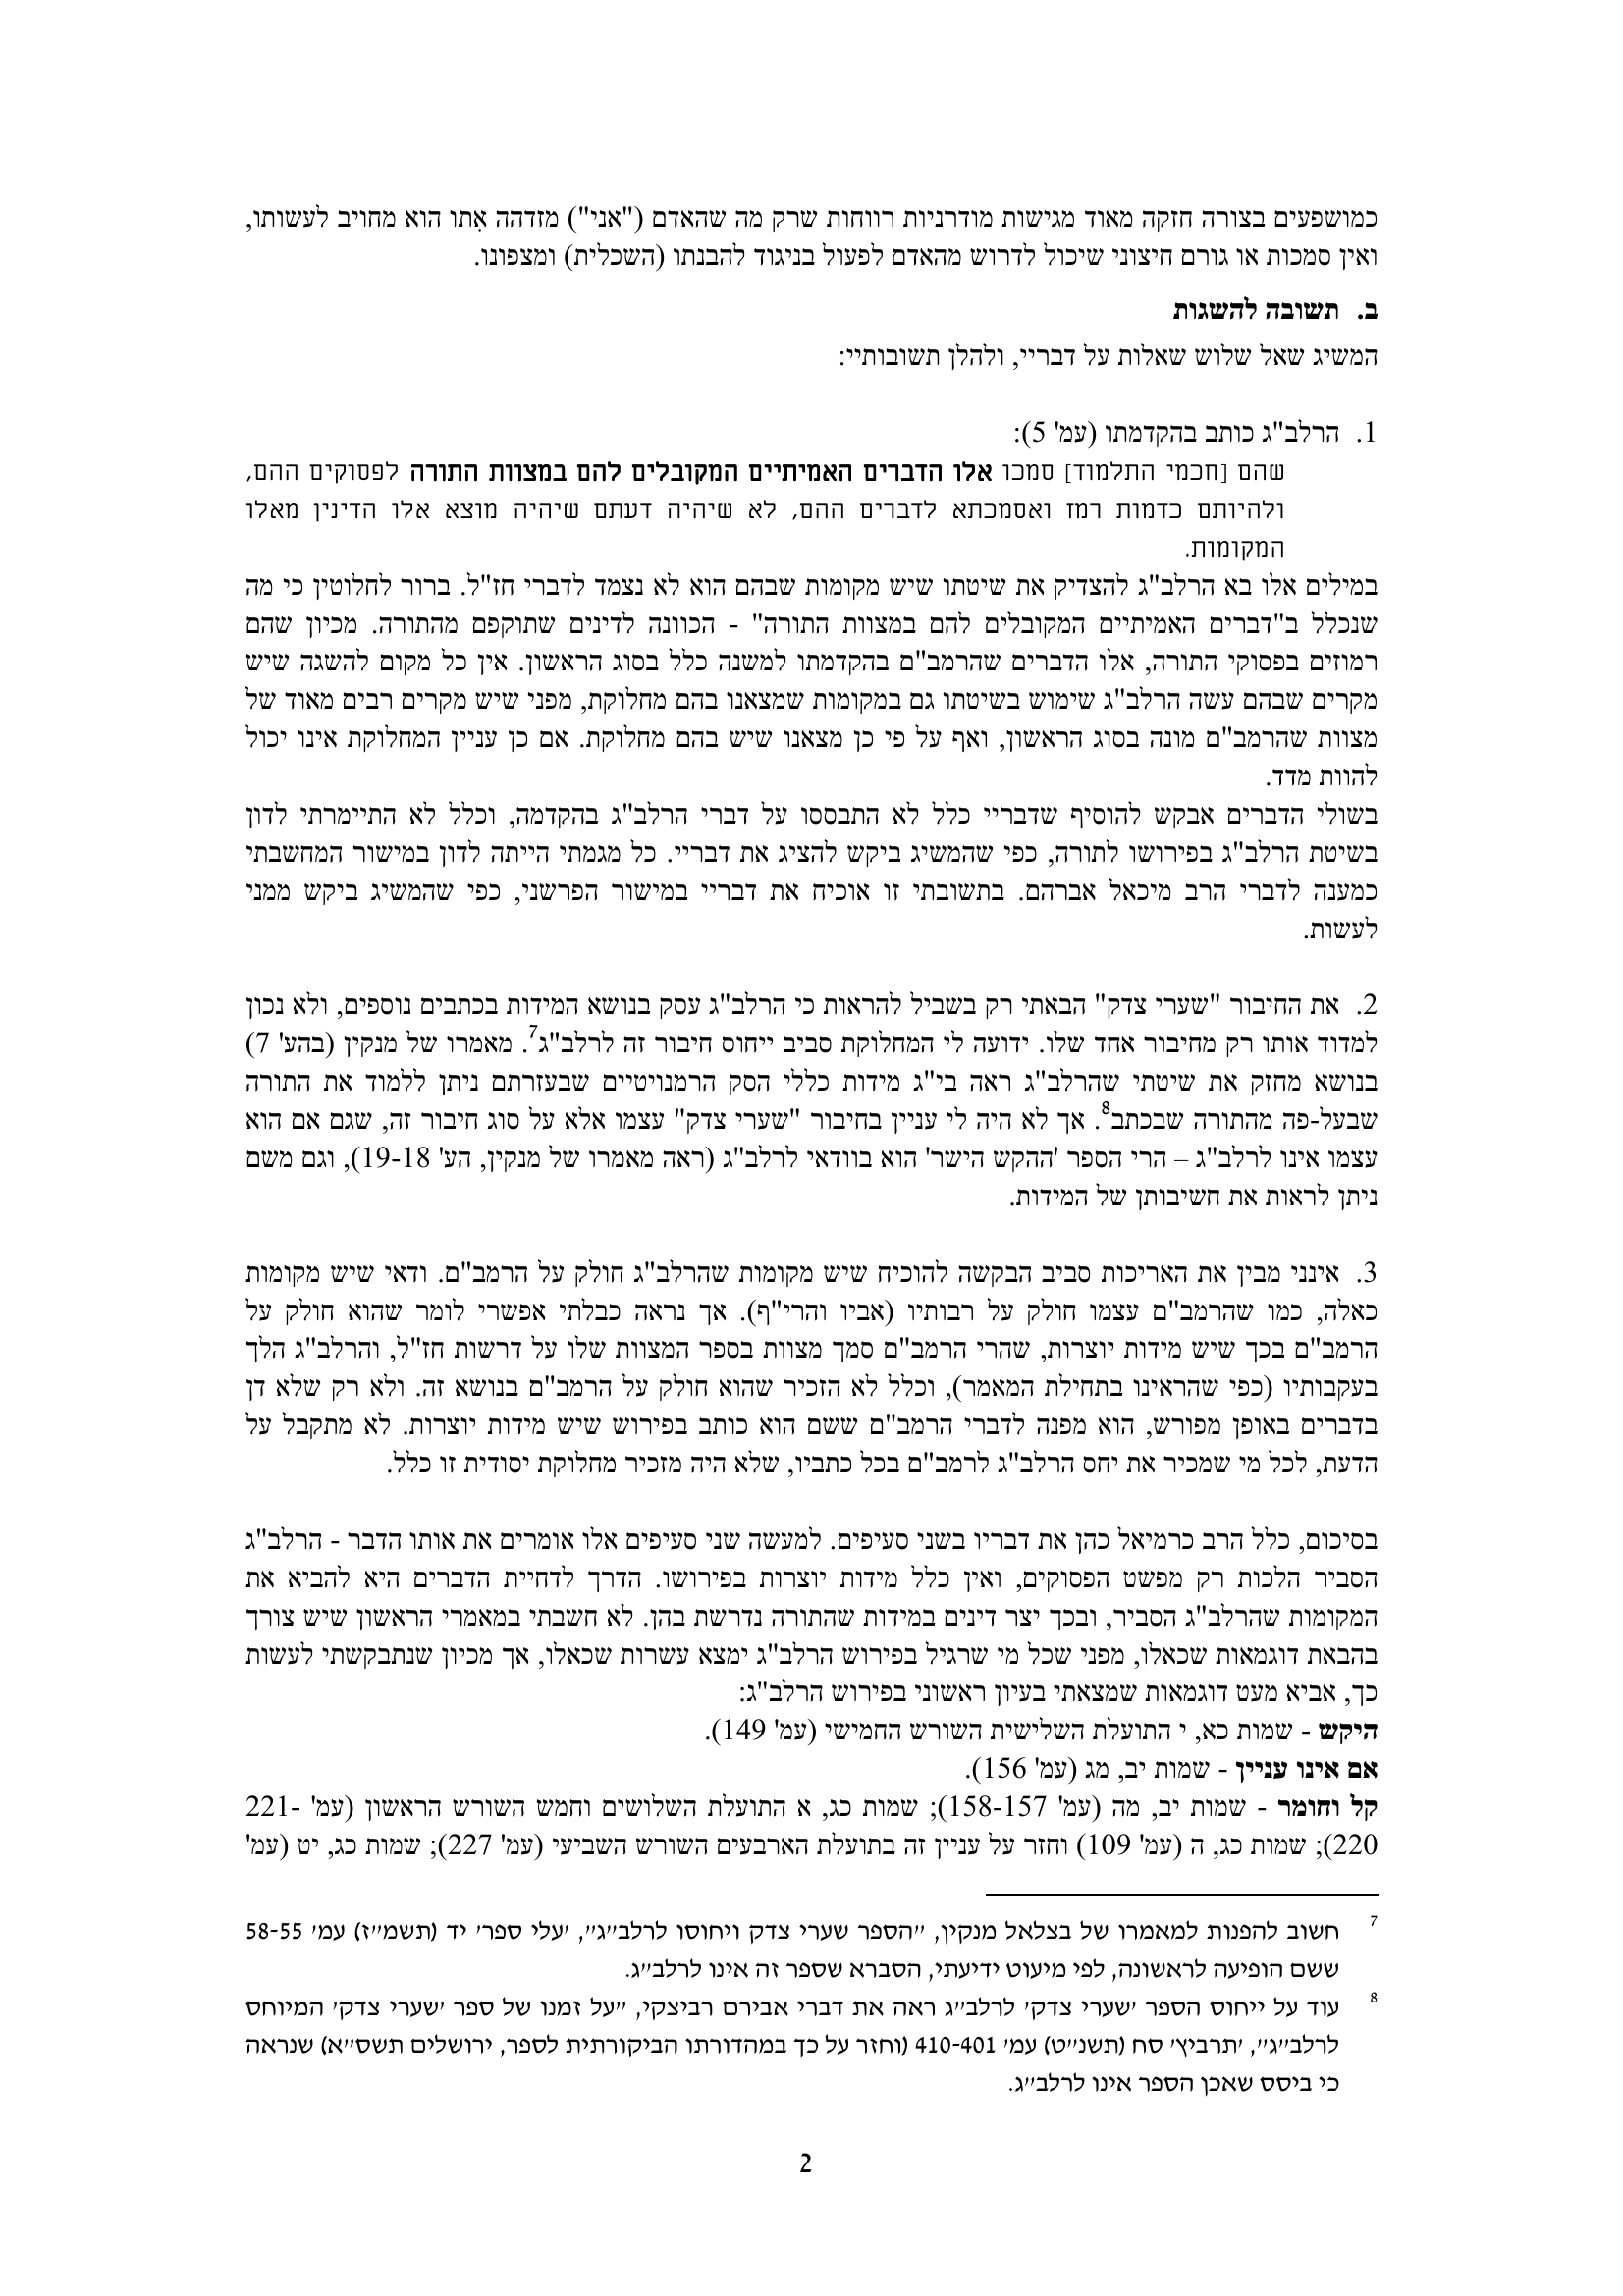 כמושפעים בצורה חזקה מאוד מגישות מודרניות רווחות שרק מה שהאדם ("אני") מזדהה אִתו הוא מחויב לעשותו,
ואין סמכות או גורם חיצוני שיכול לדרוש מהאדם לפעול בניגוד להבנתו (השכלית) ומצפונו.
ב. תשובה להשגות
המשיג שאל שלוש שאלות על דבריי, ולהלן תשובותיי:
1. הרלב"ג כותב בהקדמתו (עמ' 5):
שהם [חכמי התלמוד] סמכו אלו הדברים האמיתיים המקובלים להם במצוות התורה לפסוקים ההם,
ולהיותם כדמות רמז ואסמכתא לדברים ההם, לא שיהיה דעתם שיהיה מוצא אלו הדינין מאלו
המקומות.
במילים אלו בא הרלב"ג להצדיק את שיטתו שיש מקומות שבהם הוא לא נצמד לדברי חז"ל. ברור לחלוטין כי מה
שנכלל ב"דברים האמיתיים המקובלים להם במצוות התורה" - הכוונה לדינים שתוקפם מהתורה. מכיון שהם
רמוזים בפסוקי התורה, אלו הדברים שהרמב"ם בהקדמתו למשנה כלל בסוג הראשון. אין כל מקום להשגה שיש
מקרים שבהם עשה הרלב"ג שימוש בשיטתו גם במקומות שמצאנו בהם מחלוקת, מפני שיש מקרים רבים מאוד של
מצוות שהרמב"ם מונה בסוג הראשון, ואף על פי כן מצאנו שיש בהם מחלוקת. אם כן עניין המחלוקת אינו יכול
להוות מדד.
בשולי הדברים אבקש להוסיף שדבריי כלל לא התבססו על דברי הרלב"ג בהקדמה, וכלל לא התיימרתי לדון
בשיטת הרלב"ג בפירושו לתורה, כפי שהמשיג ביקש להציג את דבריי. כל מגמתי הייתה לדון במישור המחשבתי
כמענה לדברי הרב מיכאל אברהם. בתשובתי זו אוכיח את דבריי במישור הפרשני, כפי שהמשיג ביקש ממני
לעשות.
2. את החיבור "שערי צדק" הבאתי רק בשביל להראות כי הרלב"ג עסק בנושא המידות בכתבים נוספים, ולא נכון
למדוד אותו רק מחיבור אחד שלו. ידועה לי המחלוקת סביב ייחוס חיבור זה לרלב"ג7. מאמרו של מנקין (בהע' 7)
בנושא מחזק את שיטתי שהרלב"ג ראה בי"ג מידות כללי הסק הרמנויטיים שבעזרתם ניתן ללמוד את התורה
שבעל-פה מהתורה שבכתב8. אך לא היה לי עניין בחיבור "שערי צדק" עצמו אלא על סוג חיבור זה, שגם אם הוא
עצמו אינו לרלב"ג – הרי הספר 'ההקש הישר' הוא בוודאי לרלב"ג (ראה מאמרו של מנקין, הע' 19-18), וגם משם
ניתן לראות את חשיבותן של המידות.
3. אינני מבין את האריכות סביב הבקשה להוכיח שיש מקומות שהרלב"ג חולק על הרמב"ם. ודאי שיש מקומות
כאלה, כמו שהרמב"ם עצמו חולק על רבותיו (אביו והרי"ף). אך נראה כבלתי אפשרי לומר שהוא חולק על
הרמב"ם בכך שיש מידות יוצרות, שהרי הרמב"ם סמך מצוות בספר המצוות שלו על דרשות חז"ל, והרלב"ג הלך
בעקבותיו (כפי שהראינו בתחילת המאמר), וכלל לא הזכיר שהוא חולק על הרמב"ם בנושא זה. ולא רק שלא דן
בדברים באופן מפורש, הוא מפנה לדברי הרמב"ם ששם הוא כותב בפירוש שיש מידות יוצרות. לא מתקבל על
הדעת, לכל מי שמכיר את יחס הרלב"ג לרמב"ם בכל כתביו, שלא היה מזכיר מחלוקת יסודית זו כלל.
בסיכום, כלל הרב כרמיאל כהן את דבריו בשני סעיפים. למעשה שני סעיפים אלו אומרים את אותו הדבר - הרלב"ג
הסביר הלכות רק מפשט הפסוקים, ואין כלל מידות יוצרות בפירושו. הדרך לדחיית הדברים היא להביא את
המקומות שהרלב"ג הסביר, ובכך יצר דינים במידות שהתורה נדרשת בהן. לא חשבתי במאמרי הראשון שיש צורך
בהבאת דוגמאות שכאלו, מפני שכל מי שרגיל בפירוש הרלב"ג ימצא עשרות שכאלו, אך מכיון שנתבקשתי לעשות
כך, אביא מעט דוגמאות שמצאתי בעיון ראשוני בפירוש הרלב"ג:
היקש - שמות כא, י התועלת השלישית השורש החמישי (עמ' 149).
אם אינו עניין - שמות יב, מג (עמ' 156).
קל וחומר - שמות יב, מה (עמ' 158-157); שמות כג, א התועלת השלושים וחמש השורש הראשון (עמ' 221-
220); שמות כג, ה (עמ' 109) וחזר על עניין זה בתועלת הארבעים השורש השביעי (עמ' 227); שמות כג, יט (עמ'
7 חשוב להפנות למאמרו של בצלאל מנקין, "הספר שערי צדק ויחוסו לרלב"ג", 'עלי ספר' יד (תשמ"ז) עמ' 58-55
ששם הופיעה לראשונה, לפי מיעוט ידיעתי, הסברא שספר זה אינו לרלב"ג.
8 עוד על ייחוס הספר 'שערי צדק' לרלב"ג ראה את דברי אבירם רביצקי, "על זמנו של ספר 'שערי צדק' המיוחס
לרלב"ג", 'תרביץ' סח (תשנ"ט) עמ' 410-401 (וחזר על כך במהדורתו הביקורתית לספר, ירושלים תשס"א) שנראה
כי ביסס שאכן הספר אינו לרלב"ג.
2